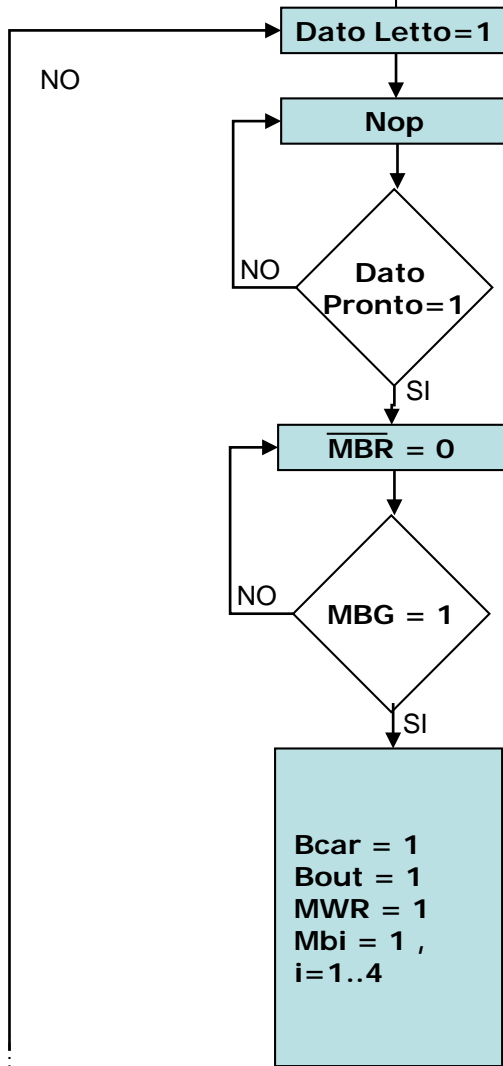 Dato Letto=1
NO
Nop
NO
Dato
Pronto=1
SI
M̅B̅R̅ = 0
NO
MBG = 1
SI
Bcar = 1
Bout = 1
MWR = 1
Mbi = 1 ,
i=1..4